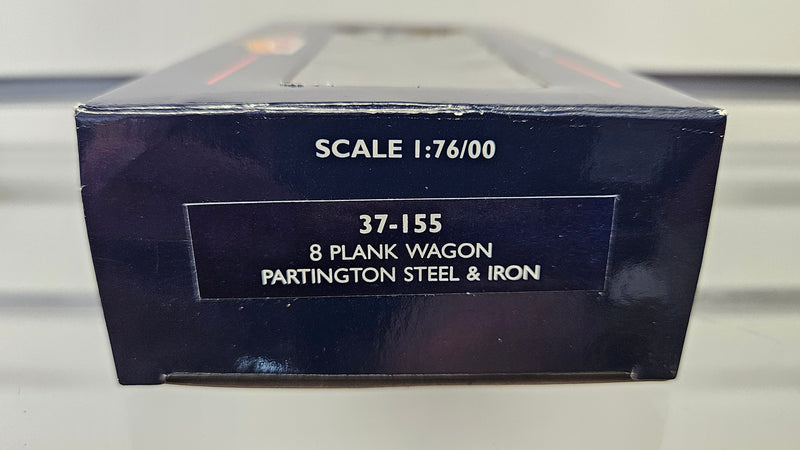 SCALE 1:76/00
37-155
8 PLANK WAGON
PARTINGTON STEEL & IRON